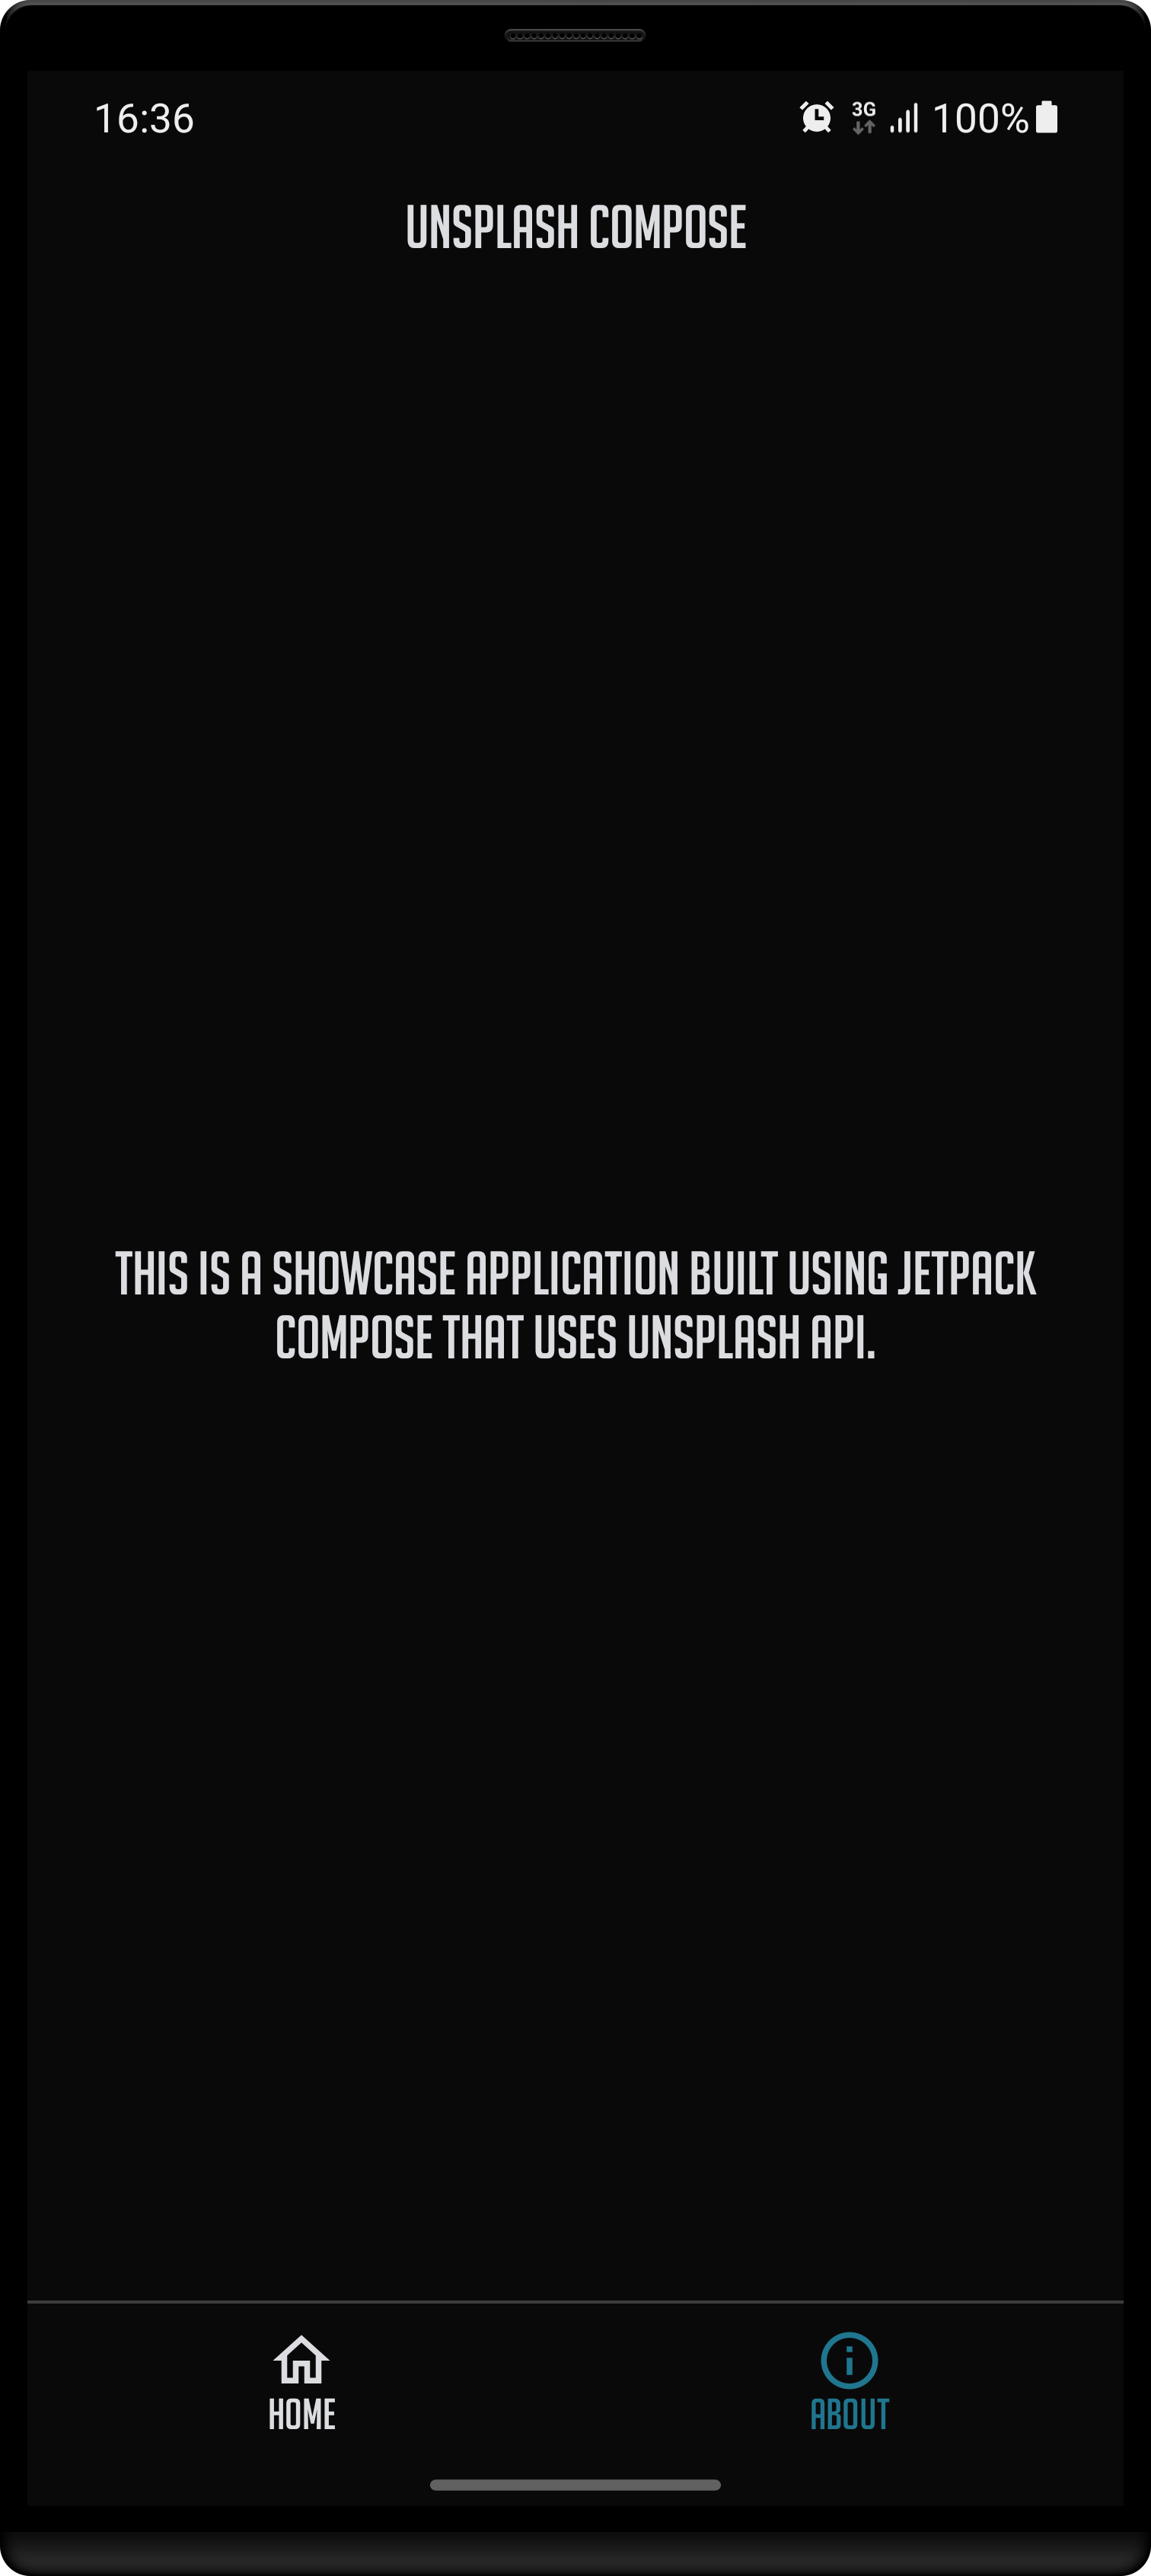 16:36
3G
100%
UNSPLASH COMPOSE
THIS IS A SHOWCASE APPLICATION BUILT USING JETPACK
COMPOSE THAT USES UNSPLASH API.
HOME
ABOUT